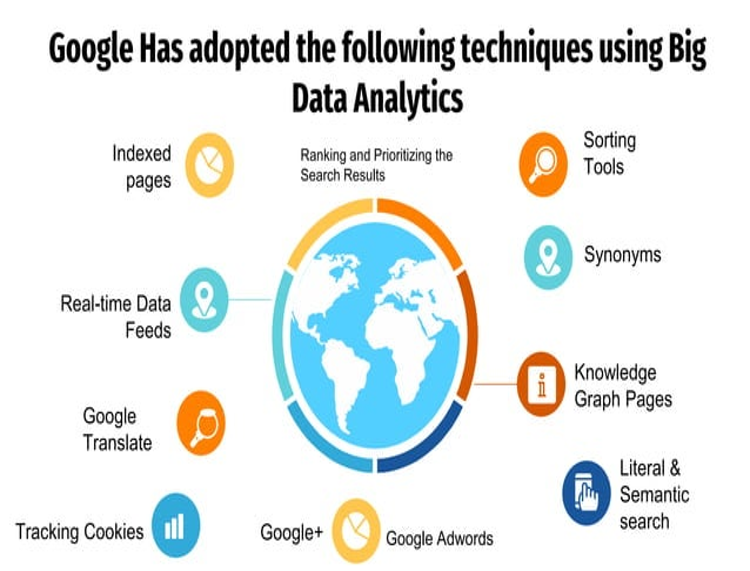 Google Has adopted the following techniques using Big
Data Analytics
Indexed
pages
Ranking and Prioritizing the
Search Results
Sorting
Tools
Real-time Data
Feeds
Synonyms
Google
Translate
Knowledge
Graph Pages
Tracking Cookies
Google+
Google Adwords
Literal &
Semantic
search